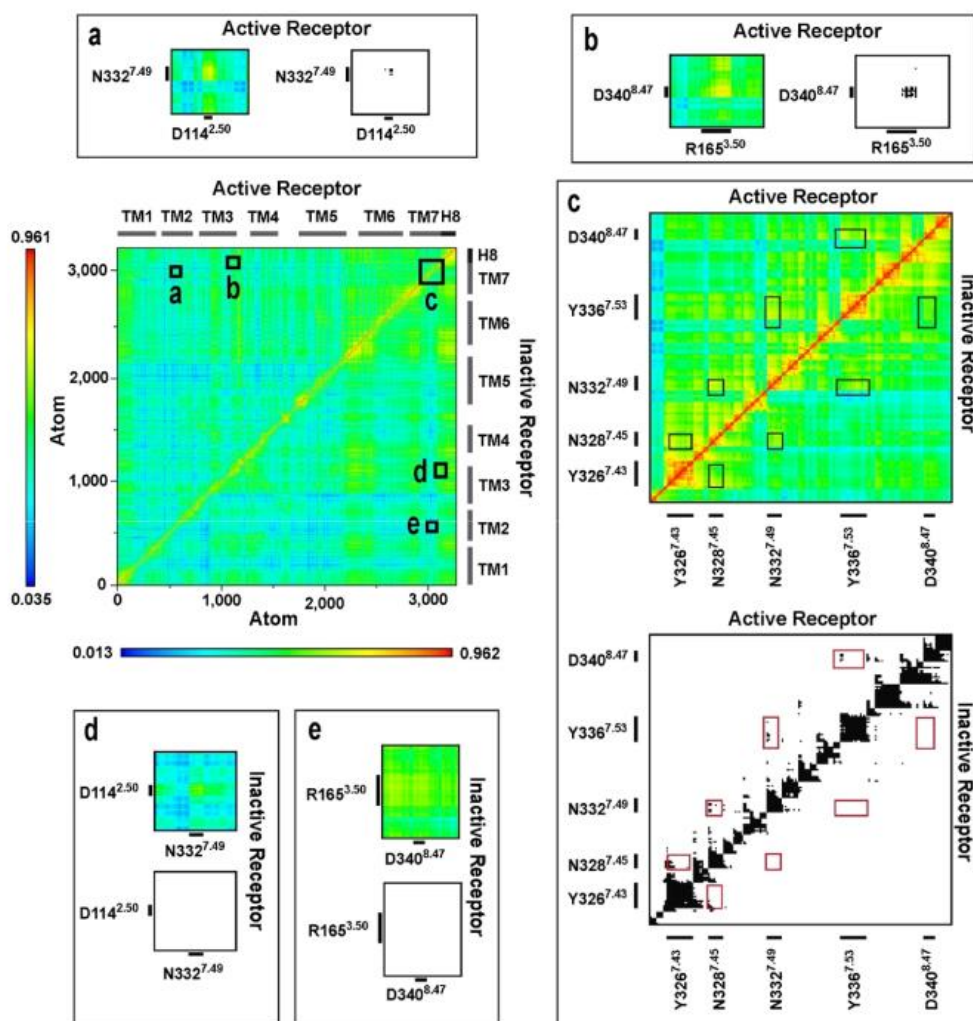 a
Active Receptor
N332^7.49
N332^7.49
D114^2.50
D114^2.50
b
Active Receptor
D340^8.47
D340^8.47
R165^3.50
R165^3.50
Active Receptor
TM1 TM2 TM3 TM4 TM5 TM6 TM7 H8
0.961
0.035
Atom
3,000
2,000
1,000
0
0 1,000 2,000 3,000
Atom
a
b
c
d
e
H8
TM7
TM6
TM5
TM4
TM3
TM2
TM1
Inactive Receptor
0.013 0.962
c
Active Receptor
D340^8.47
Y336^7.53
N332^7.49
N328^7.45
Y326^7.43
Inactive Receptor
Y326^7.43
N328^7.45
N332^7.49
Y336^7.53
D340^8.47
Active Receptor
D340^8.47
Y336^7.53
N332^7.49
N328^7.45
Y326^7.43
Inactive Receptor
Y326^7.43
N328^7.45
N332^7.49
Y336^7.53
D340^8.47
d
D114^2.50
N332^7.49
D114^2.50
N332^7.49
Inactive Receptor
e
R165^3.50
D340^8.47
R165^3.50
D340^8.47
Inactive Receptor